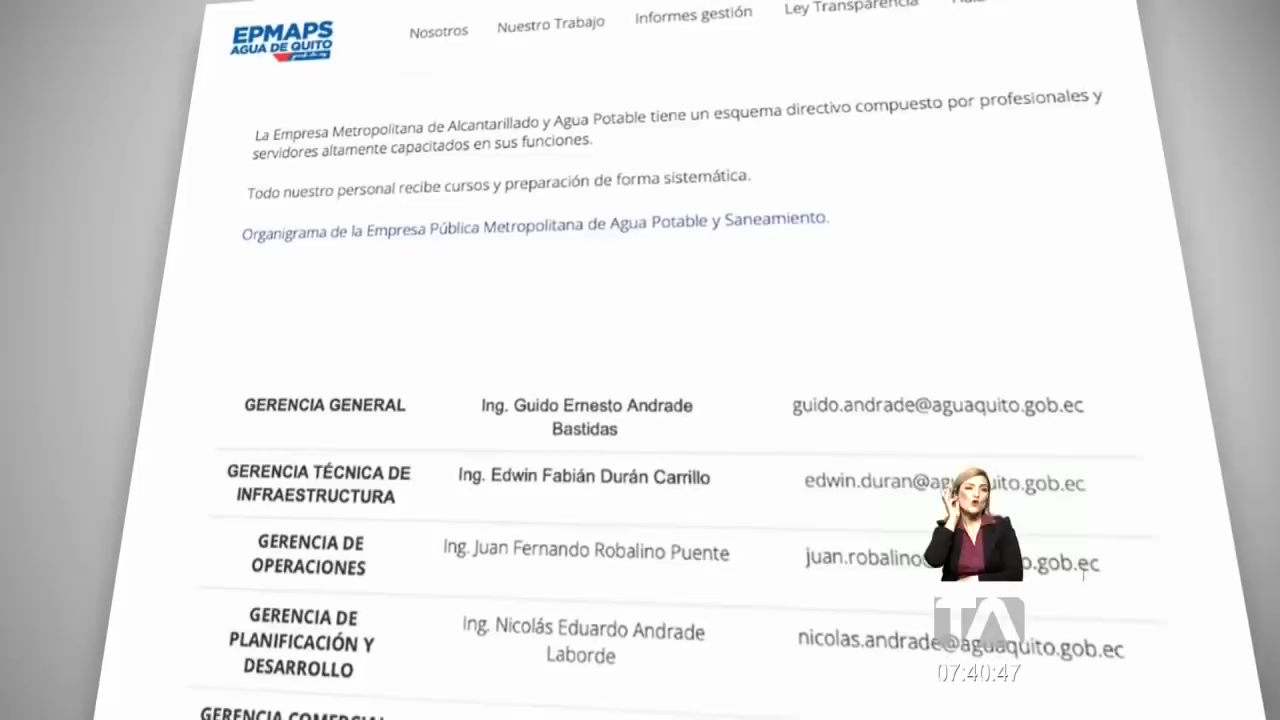 EPMAPS
AGUA DE QUITO
Nosotros
Nuestro Trabajo
Informes gestión
Ley Transparencia
La Empresa Metropolitana de Alcantarillado y Agua Potable tiene un esquema directivo compuesto por profesionales y
servidores altamente capacitados en sus funciones.
Todo nuestro personal recibe cursos y preparación de forma sistemática.
Organigrama de la Empresa Pública Metropolitana de Agua Potable y Saneamiento.
GERENCIA GENERAL
Ing. Guido Ernesto Andrade
Bastidas
guido.andrade@aguaquito.gob.ec
GERENCIA TÉCNICA DE
INFRAESTRUCTURA
Ing. Edwin Fabián Durán Carrillo
edwin.duran@ag uito.gob.ec
GERENCIA DE
OPERACIONES
Ing. Juan Fernando Robalino Puente
juan.robalino o.gob.ec
GERENCIA DE
PLANIFICACIÓN Y
DESARROLLO
Ing. Nicolás Eduardo Andrade
Laborde
nicolas.andrade@aguaquito.gob.ec
TA
07:40:47
GERENCIA COMERCIAL